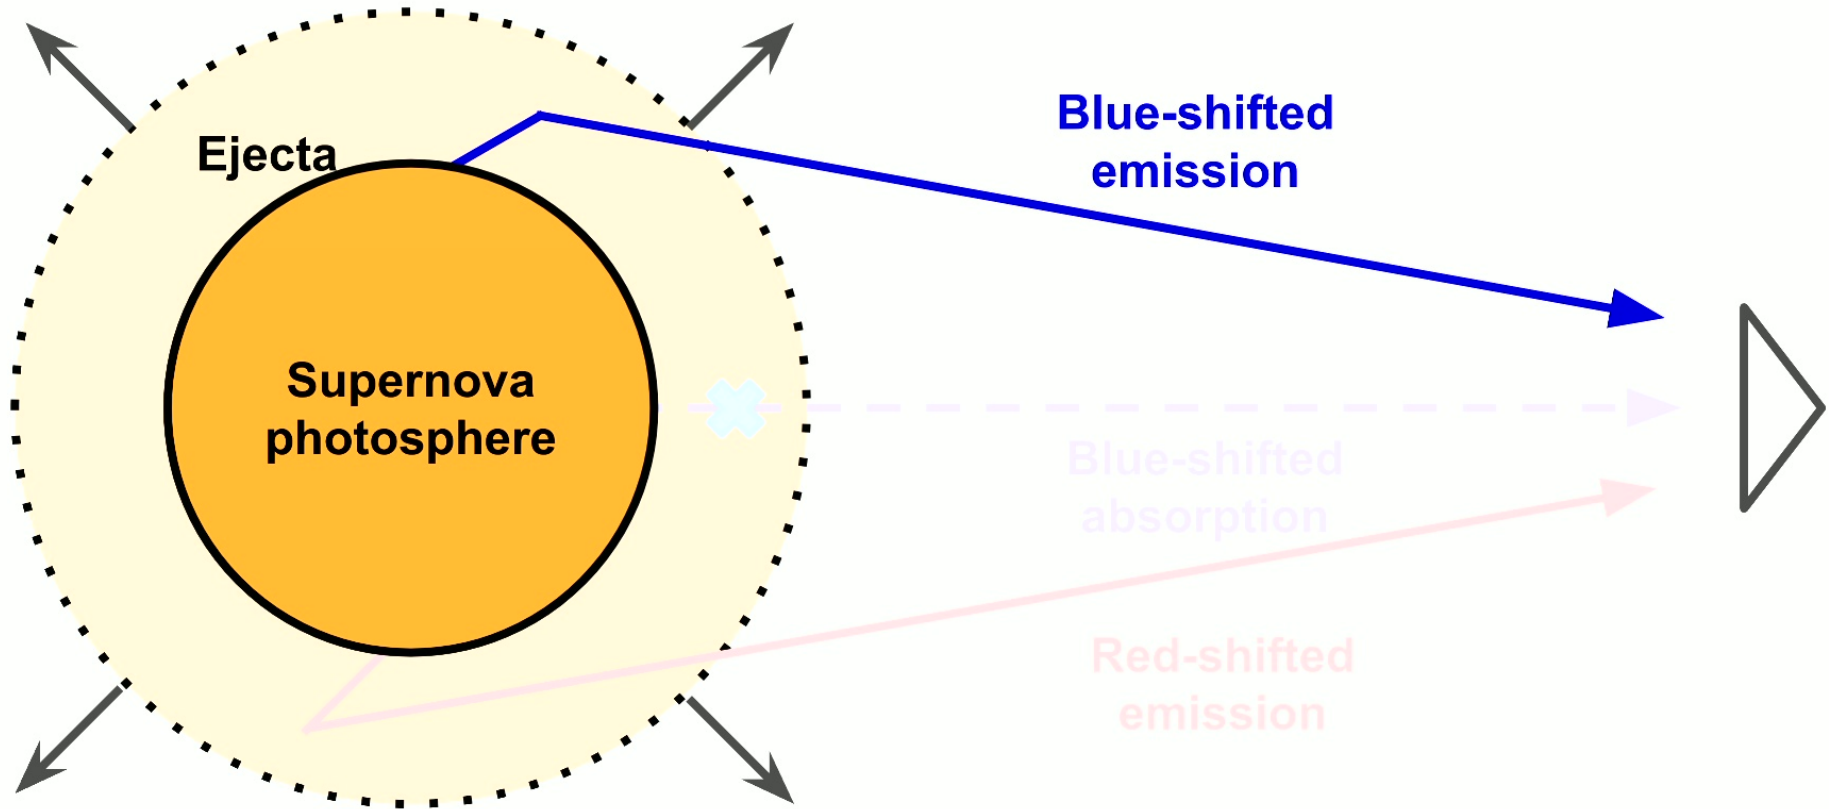 Blue-shifted
emission
Ejecta
Supernova
photosphere
Blue-shifted
absorption
Red-shifted
emission